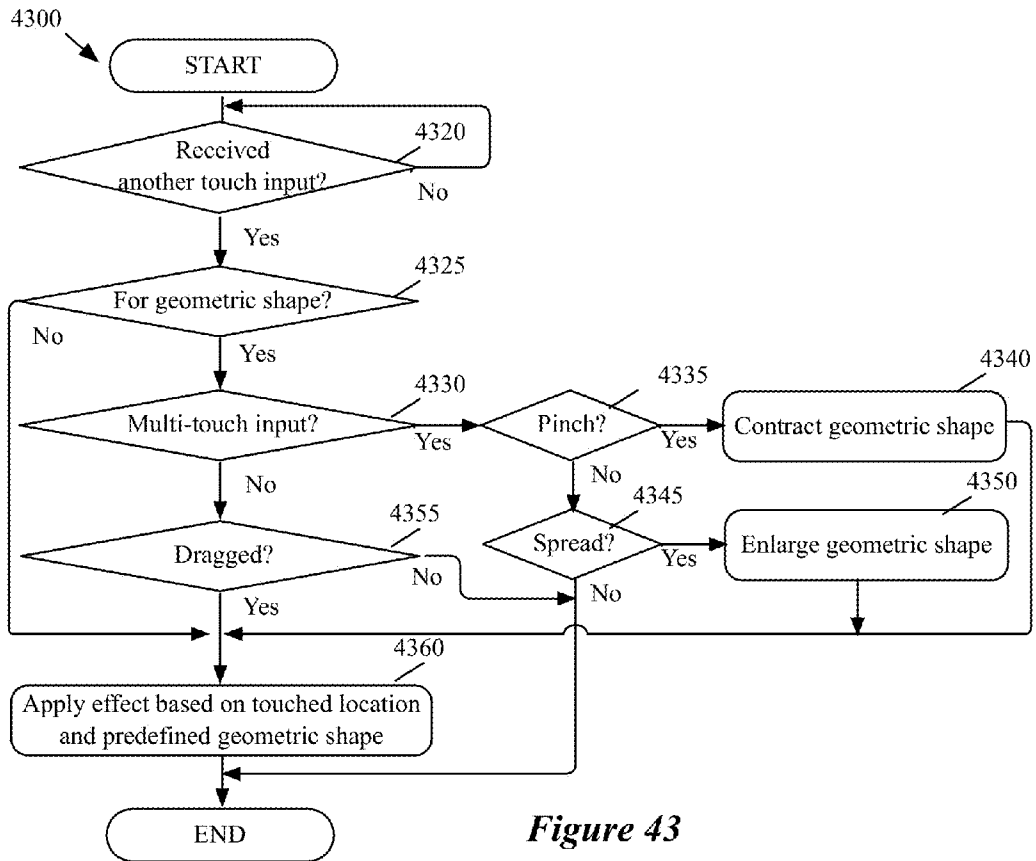 4300
START
4320
Received
another touch input?
No
Yes
4325
For geometric shape?
No
Yes
4330
Multi-touch input?
Yes
4335
Pinch?
Yes
4340
Contract geometric shape
No
No
4345
Spread?
Yes
4350
Enlarge geometric shape
4355
Dragged?
No
No
Yes
4360
Apply effect based on touched location
and predefined geometric shape
END
Figure 43